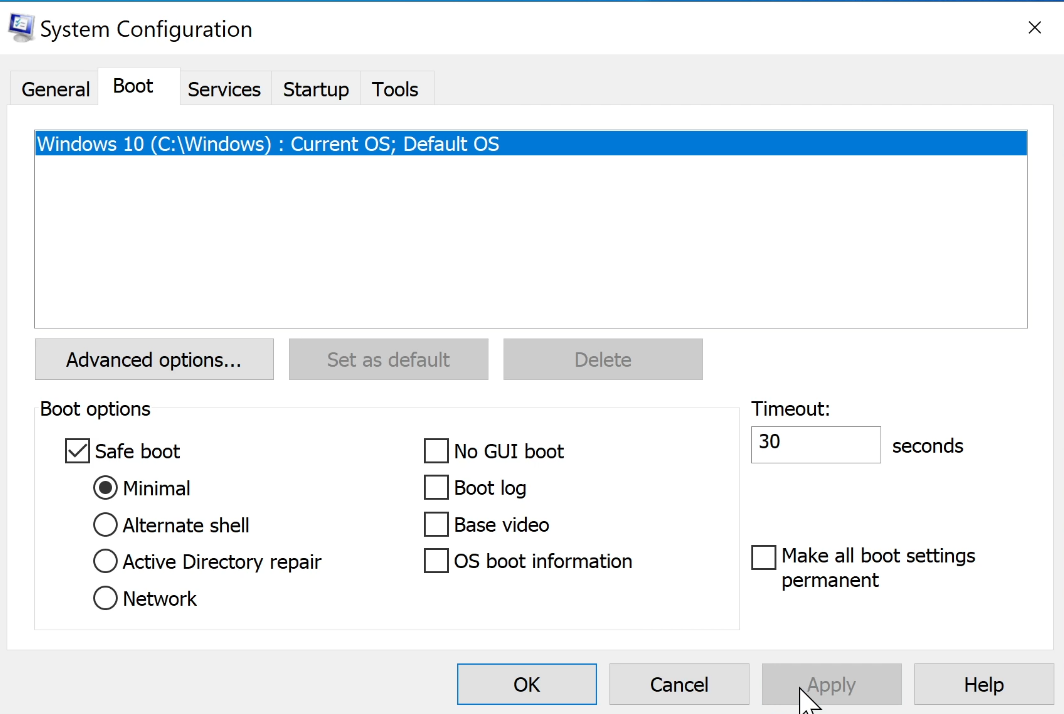 System Configuration
General Boot Services Startup Tools
Windows 10 (C:\Windows) : Current OS; Default OS
Advanced options... Set as default Delete
Boot options Timeout:
Safe boot No GUI boot 30 seconds
Minimal Boot log
Alternate shell Base video
Active Directory repair OS boot information Make all boot settings
permanent
Network
OK Cancel Apply Help